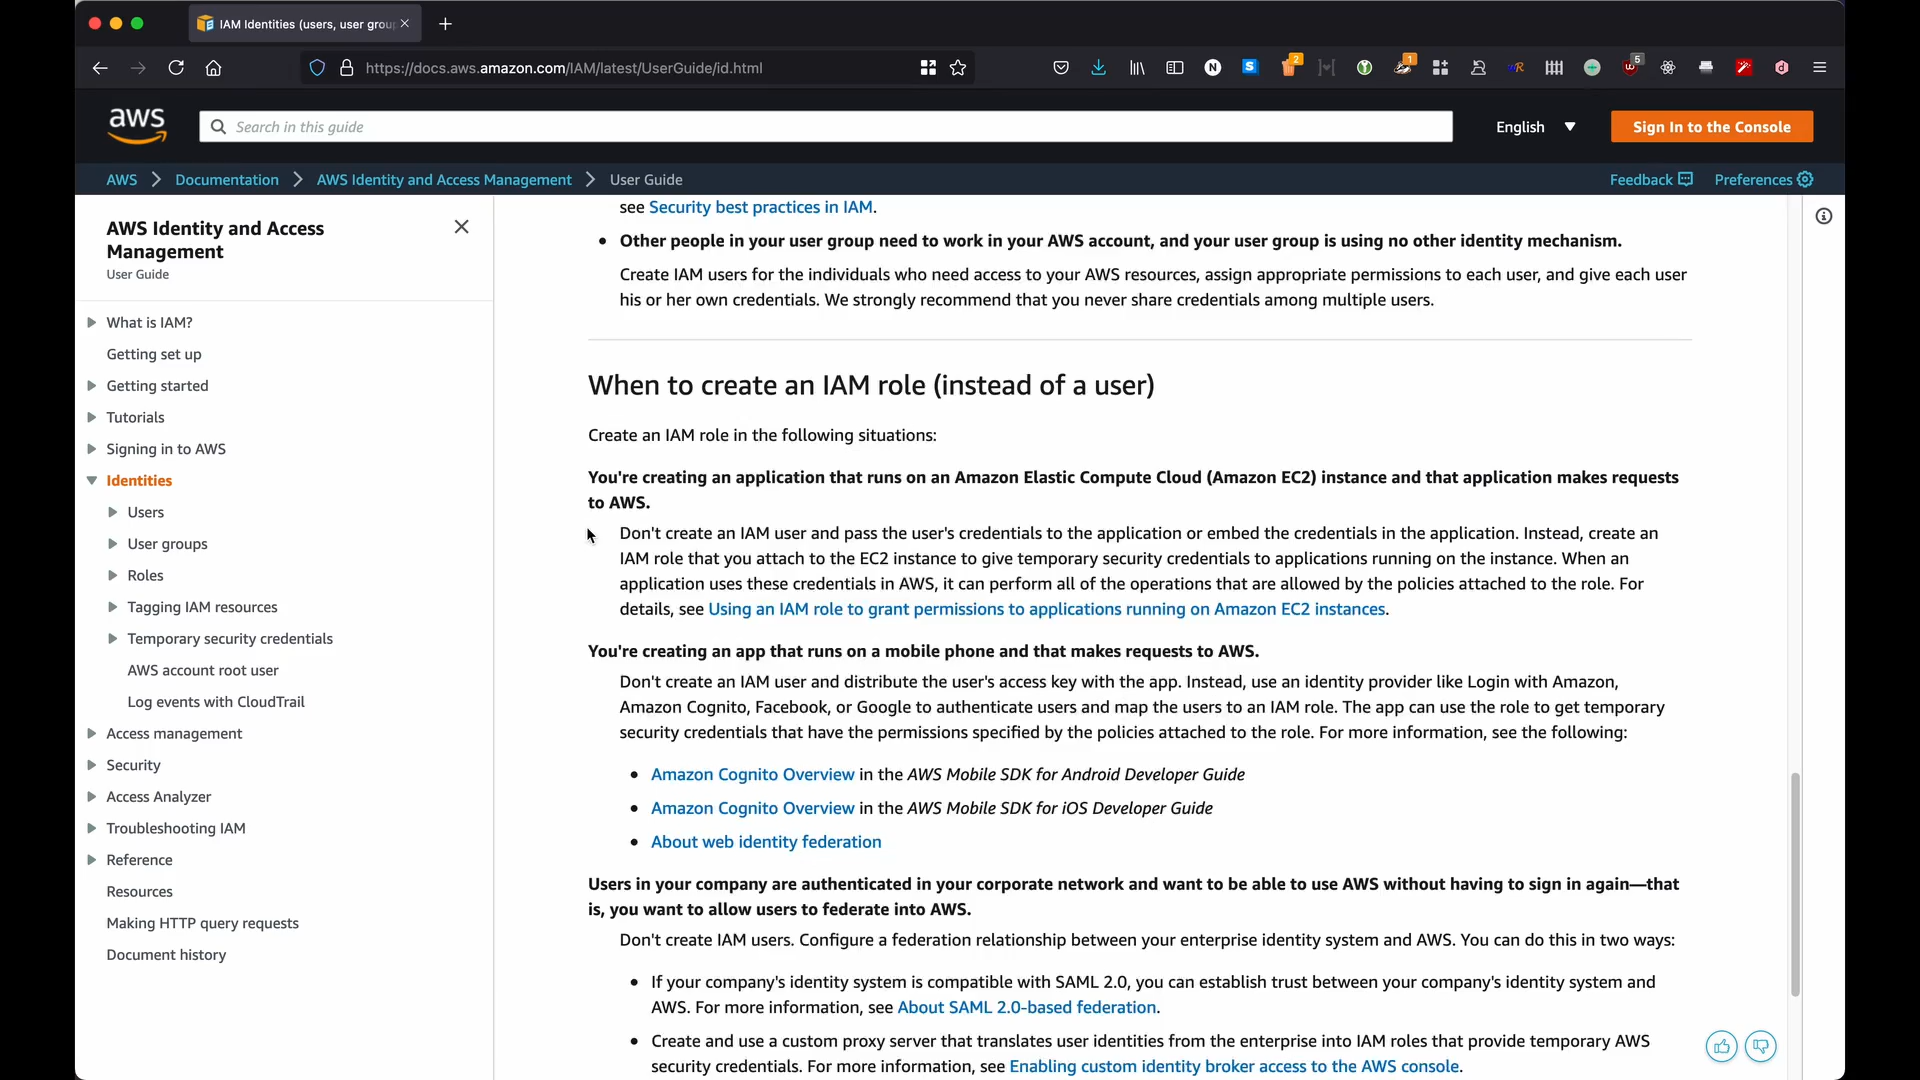 IAM Identities (users, user grou
https://docs.aws.amazon.com/IAM/latest/UserGuide/id.html
N
S
2
1
R
5
d
aws
Search in this guide
English
Sign In to the Console
AWS
Documentation
AWS Identity and Access Management
User Guide
Feedback
Preferences
AWS Identity and Access
Management
User Guide
What is IAM?
Getting set up
Getting started
Tutorials
Signing in to AWS
Identities
Users
User groups
Roles
Tagging IAM resources
Temporary security credentials
AWS account root user
Log events with CloudTrail
Access management
Security
Access Analyzer
Troubleshooting IAM
Reference
Resources
Making HTTP query requests
Document history
see Security best practices in IAM.
• Other people in your user group need to work in your AWS account, and your user group is using no other identity mechanism.
Create IAM users for the individuals who need access to your AWS resources, assign appropriate permissions to each user, and give each user
his or her own credentials. We strongly recommend that you never share credentials among multiple users.
When to create an IAM role (instead of a user)
Create an IAM role in the following situations:
You're creating an application that runs on an Amazon Elastic Compute Cloud (Amazon EC2) instance and that application makes requests
to AWS.
Don't create an IAM user and pass the user's credentials to the application or embed the credentials in the application. Instead, create an
IAM role that you attach to the EC2 instance to give temporary security credentials to applications running on the instance. When an
application uses these credentials in AWS, it can perform all of the operations that are allowed by the policies attached to the role. For
details, see Using an IAM role to grant permissions to applications running on Amazon EC2 instances.
You're creating an app that runs on a mobile phone and that makes requests to AWS.
Don't create an IAM user and distribute the user's access key with the app. Instead, use an identity provider like Login with Amazon,
Amazon Cognito, Facebook, or Google to authenticate users and map the users to an IAM role. The app can use the role to get temporary
security credentials that have the permissions specified by the policies attached to the role. For more information, see the following:
• Amazon Cognito Overview in the AWS Mobile SDK for Android Developer Guide
• Amazon Cognito Overview in the AWS Mobile SDK for iOS Developer Guide
• About web identity federation
Users in your company are authenticated in your corporate network and want to be able to use AWS without having to sign in again—that
is, you want to allow users to federate into AWS.
Don't create IAM users. Configure a federation relationship between your enterprise identity system and AWS. You can do this in two ways:
• If your company's identity system is compatible with SAML 2.0, you can establish trust between your company's identity system and
AWS. For more information, see About SAML 2.0-based federation.
• Create and use a custom proxy server that translates user identities from the enterprise into IAM roles that provide temporary AWS
security credentials. For more information, see Enabling custom identity broker access to the AWS console.